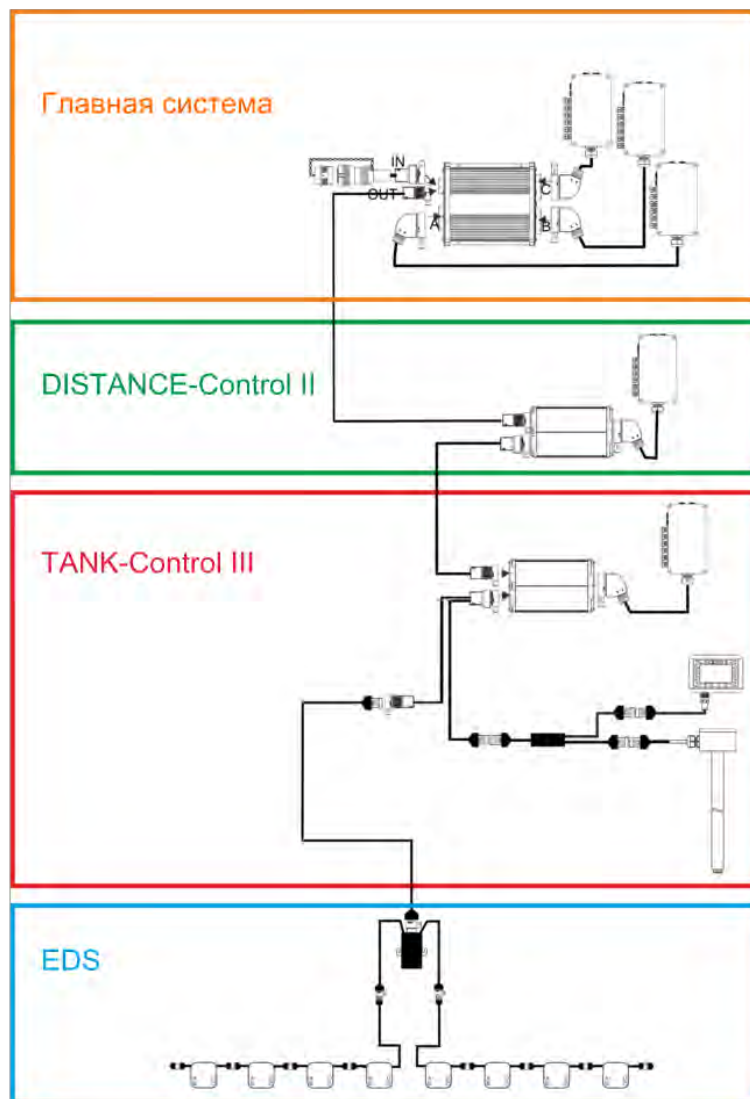 Главная система
IN
OUT
C
A
B
DISTANCE-Control II
TANK-Control III
EDS